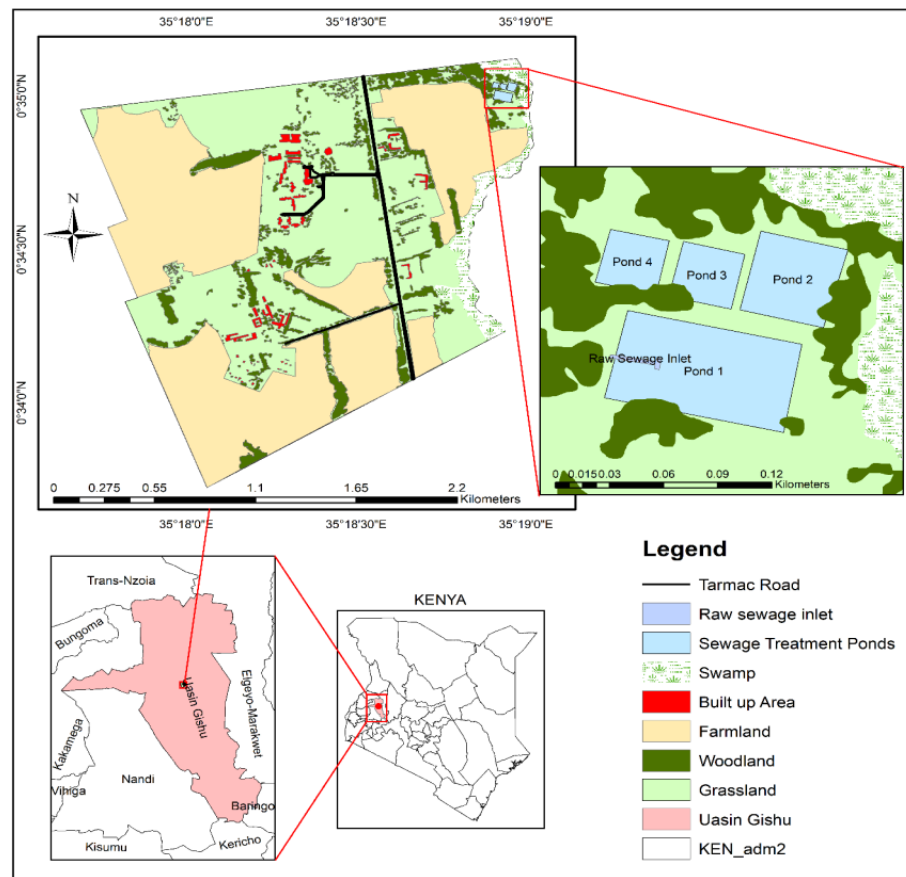 35°18'0"E
35°18'30"E
35°19'0"E
0°35'0"N
0°34'30"N
0°34'0"N
N
0 0.275 0.55 1.1 1.65 2.2
Kilometers
35°18'0"E
35°18'30"E
35°19'0"E
Pond 4
Pond 3
Pond 2
Raw Sewage Inlet
Pond 1
0 0.015 0.03 0.06 0.09 0.12
Kilometers
Trans-Nzoia
Bungoma
Uasin Gishu
Elgeyo-Marakwet
Kakamega
Nandi
Vihiga
Baringo
Kisumu
Kericho
KENYA
Legend
Tarmac Road
Raw sewage inlet
Sewage Treatment Ponds
Swamp
Built up Area
Farmland
Woodland
Grassland
Uasin Gishu
KEN_adm2